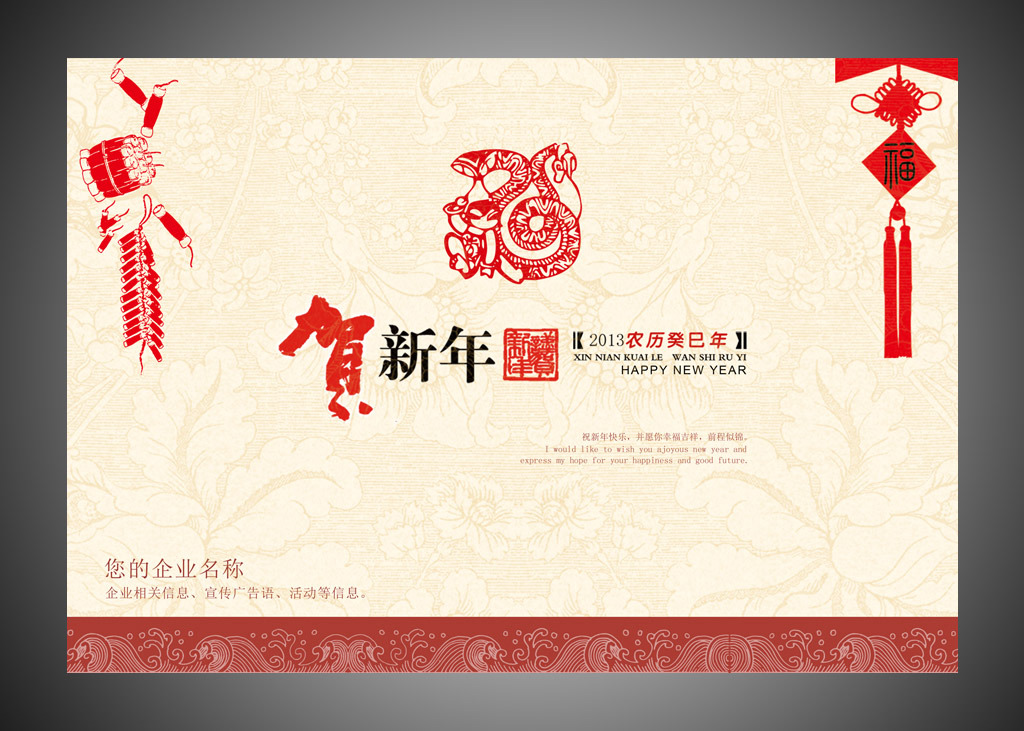 福
贺新年
恭贺新年
2013农历癸巳年
XIN NIAN KUAI LE WAN SHI RU YI
HAPPY NEW YEAR
祝新年快乐，并愿你幸福吉祥，前程似锦。
I would like to wish you ajoyous new year and
express my hope for your happiness and good future.
您的企业名称
企业相关信息、宣传广告语、活动等信息。